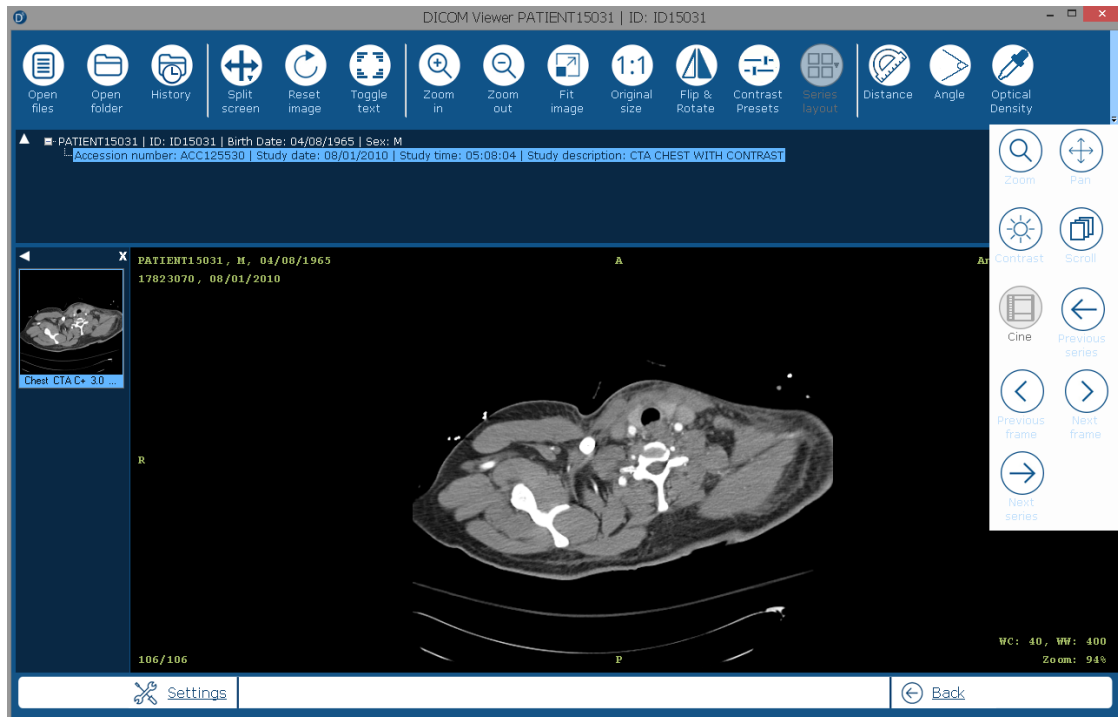 DICOM Viewer PATIENT15031 | ID: ID15031
Open files
Open folder
History
Split screen
Reset image
Toggle text
Zoom in
Zoom out
Fit image
1:1
Original size
Flip & Rotate
Contrast Presets
Series layout
Distance
Angle
Optical Density
PATIENT15031 | ID: ID15031 | Birth Date: 04/08/1965 | Sex: M
Accession number: ACC125530 | Study date: 08/01/2010 | Study time: 05:08:04 | Study description: CTA CHEST WITH CONTRAST
Zoom
Pan
Contrast
Scroll
Cine
Previous series
Previous frame
Next frame
Next series
X
Chest CTA C+ 3.0 ...
PATIENT15031, M, 04/08/1965
17823070, 08/01/2010
A
An
R
106/106
P
WC: 40, WW: 400
Zoom: 94%
Settings
Back